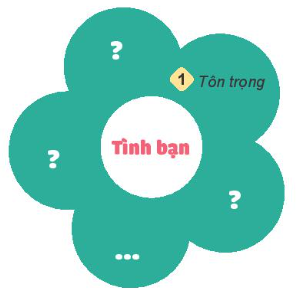 ?
1 Tôn trọng
Tình bạn
?
?
...